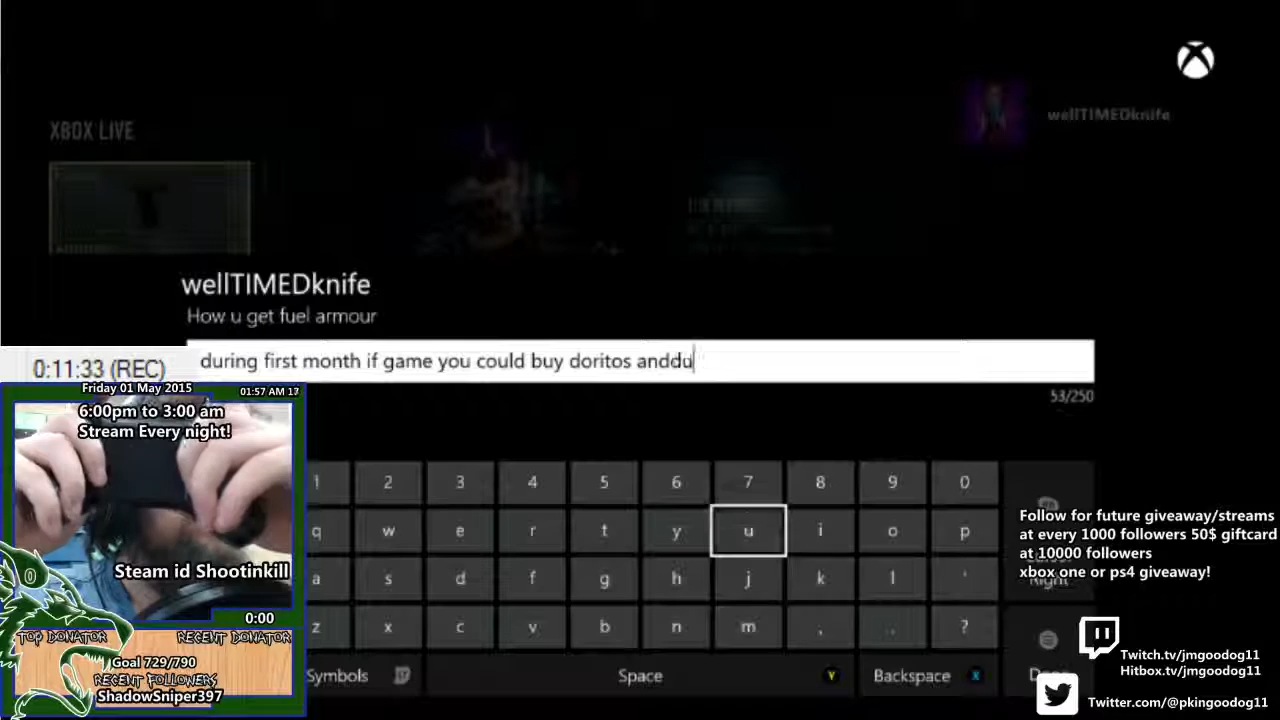 XBOX LIVE
wellTIMEDknife
wellTIMEDknife
How u get fuel armour
during first month if game you could buy doritos anddu
53/250
0:11:33 (REC)
Friday 01 May 2015
01:57 AM 17
6:00pm to 3:00 am
Stream Every night!
Steam id Shootinkill
0
0:00
TOP DONATOR
RECENT DONATOR
Goal 729/790
RECENT FOLLOWERS
ShadowSniper397
1 2 3 4 5 6 7 8 9 0
q w e r t y u i o p
a s d f g h j k l '
z x c v b n m , . ?
Symbols
Space
Y
Backspace
X
Right
Follow for future giveaway/streams
at every 1000 followers 50$ giftcard
at 10000 followers
xbox one or ps4 giveaway!
Twitch.tv/jmgoodog11
Hitbox.tv/jmgoodog11
Twitter.com/@pkingoodog11